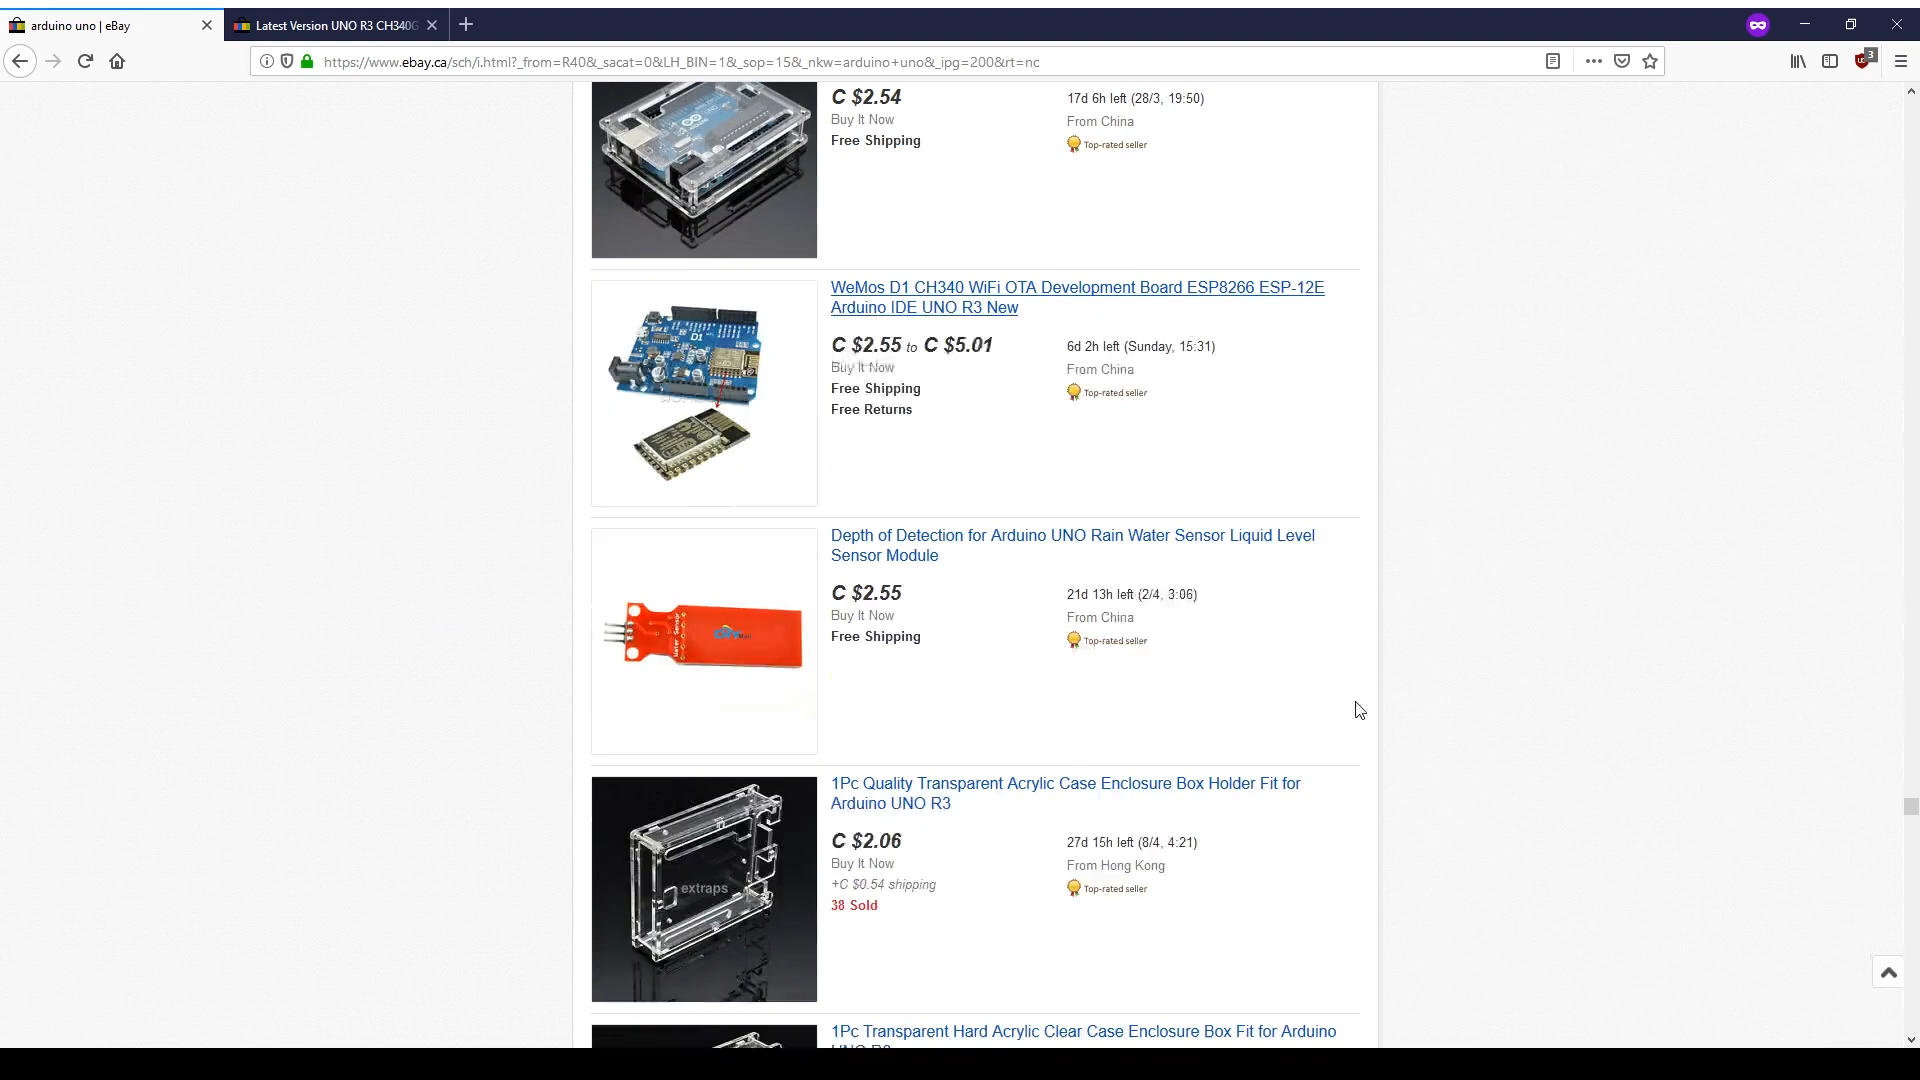 arduino uno | eBay
Latest Version UNO R3 CH340G
https://www.ebay.ca/sch/i.html?_from=R40&_sacat=0&LH_BIN=1&_sop=15&_nkw=arduino+uno&_ipg=200&rt=nc
3
C $2.54
17d 6h left (28/3, 19:50)
Buy It Now
From China
Free Shipping
Top-rated seller
WeMos D1 CH340 WiFi OTA Development Board ESP8266 ESP-12E
Arduino IDE UNO R3 New
D1
C $2.55 to C $5.01
6d 2h left (Sunday, 15:31)
Buy It Now
From China
Free Shipping
Top-rated seller
Free Returns
Depth of Detection for Arduino UNO Rain Water Sensor Liquid Level
Sensor Module
Water Sensor
C $2.55
21d 13h left (2/4, 3:06)
Buy It Now
From China
Free Shipping
Top-rated seller
1Pc Quality Transparent Acrylic Case Enclosure Box Holder Fit for
Arduino UNO R3
C $2.06
27d 15h left (8/4, 4:21)
Buy It Now
From Hong Kong
+C $0.54 shipping
Top-rated seller
extraps
38 Sold
1Pc Transparent Hard Acrylic Clear Case Enclosure Box Fit for Arduino
UNO R3